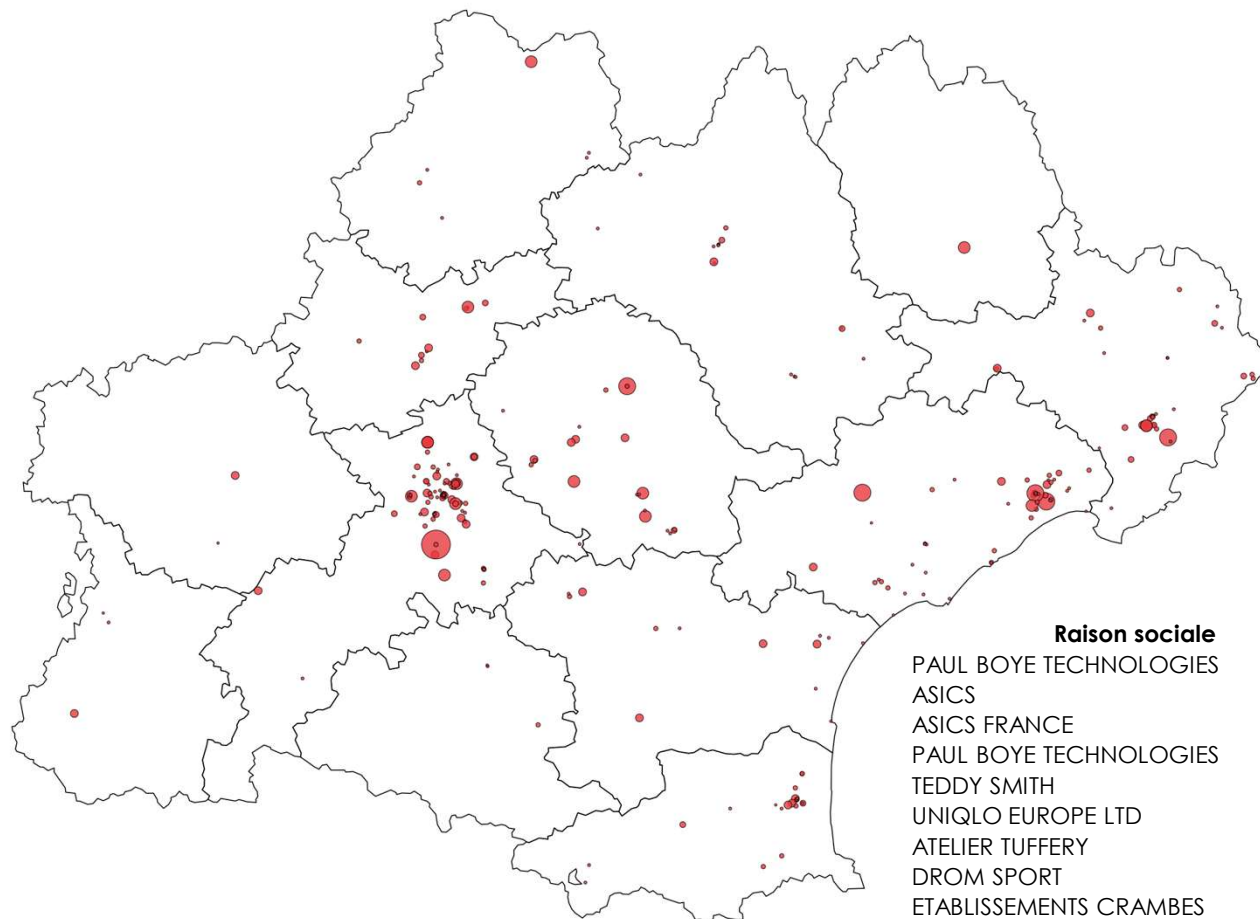 Raison sociale
PAUL BOYE TECHNOLOGIES
ASICS
ASICS FRANCE
PAUL BOYE TECHNOLOGIES
TEDDY SMITH
UNIQLO EUROPE LTD
ATELIER TUFFERY
DROM SPORT
ETABLISSEMENTS CRAMBES